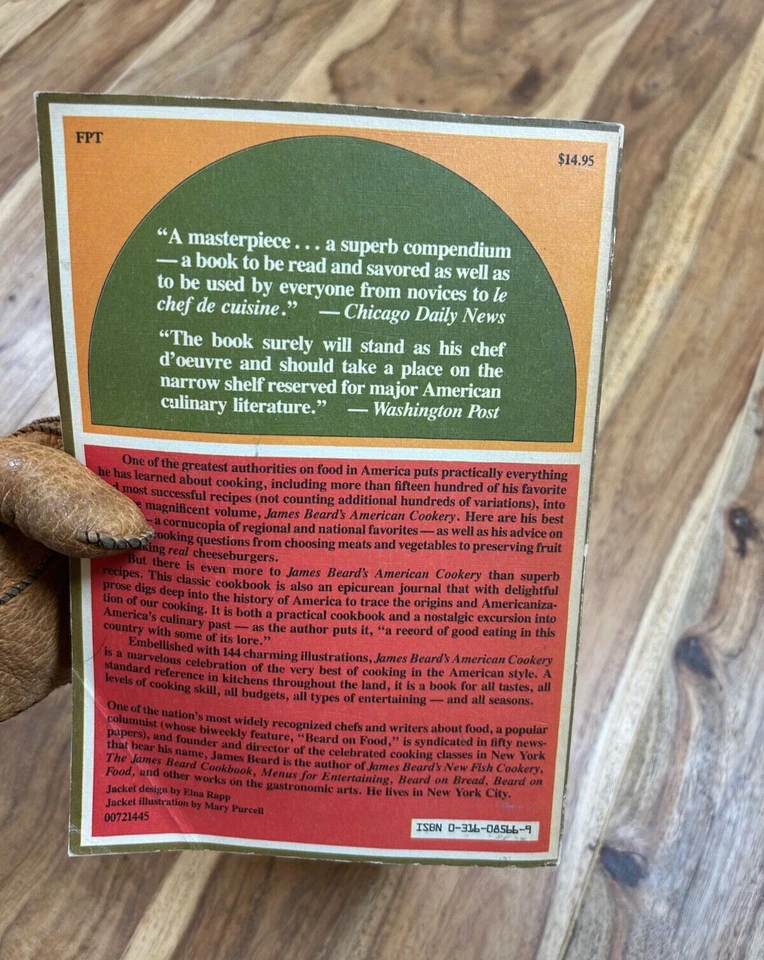 FPT
$14.95
“A masterpiece . . . a superb compendium
— a book to be read and savored as well as
to be used by everyone from novices to le
chef de cuisine.” — Chicago Daily News
“The book surely will stand as his chef
d’oeuvre and should take a place on the
narrow shelf reserved for major American
culinary literature.” — Washington Post
One of the greatest authorities on food in America puts practically everything
he has learned about cooking, including more than fifteen hundred of his favorite
most successful recipes (not counting additional hundreds of variations), into
magnificent volume, James Beard’s American Cookery. Here are his best
a cornucopia of regional and national favorites — as well as his advice on
cooking questions from choosing meats and vegetables to preserving fruit
real cheeseburgers.
But there is even more to James Beard’s American Cookery than superb
recipes. This classic cookbook is also an epicurean journal that with delightful
prose digs deep into the history of America to trace the origins and Americaniza-
tion of our cooking. It is both a practical cookbook and a nostalgic excursion into
America’s culinary past — as the author puts it, “a record of good eating in this
country with some of its lore.”
Embellished with 144 charming illustrations, James Beard’s American Cookery
is a marvelous celebration of the very best of cooking in the American style. A
standard reference in kitchens throughout the land, it is a book for all tastes, all
levels of cooking skill, all budgets, all types of entertaining — and all seasons.
One of the nation’s most widely recognized chefs and writers about food, a popular
columnist (whose biweekly feature, “Beard on Food,” is syndicated in fifty news-
papers), and founder and director of the celebrated cooking classes in New York
that bear his name, James Beard is the author of James Beard’s New Fish Cookery,
The James Beard Cookbook, Menus for Entertaining, Beard on Bread, Beard on
Food, and other works on the gastronomic arts. He lives in New York City.
Jacket design by Elna Rapp
Jacket illustration by Mary Purcell
00721445
ISBN 0-316-08566-9